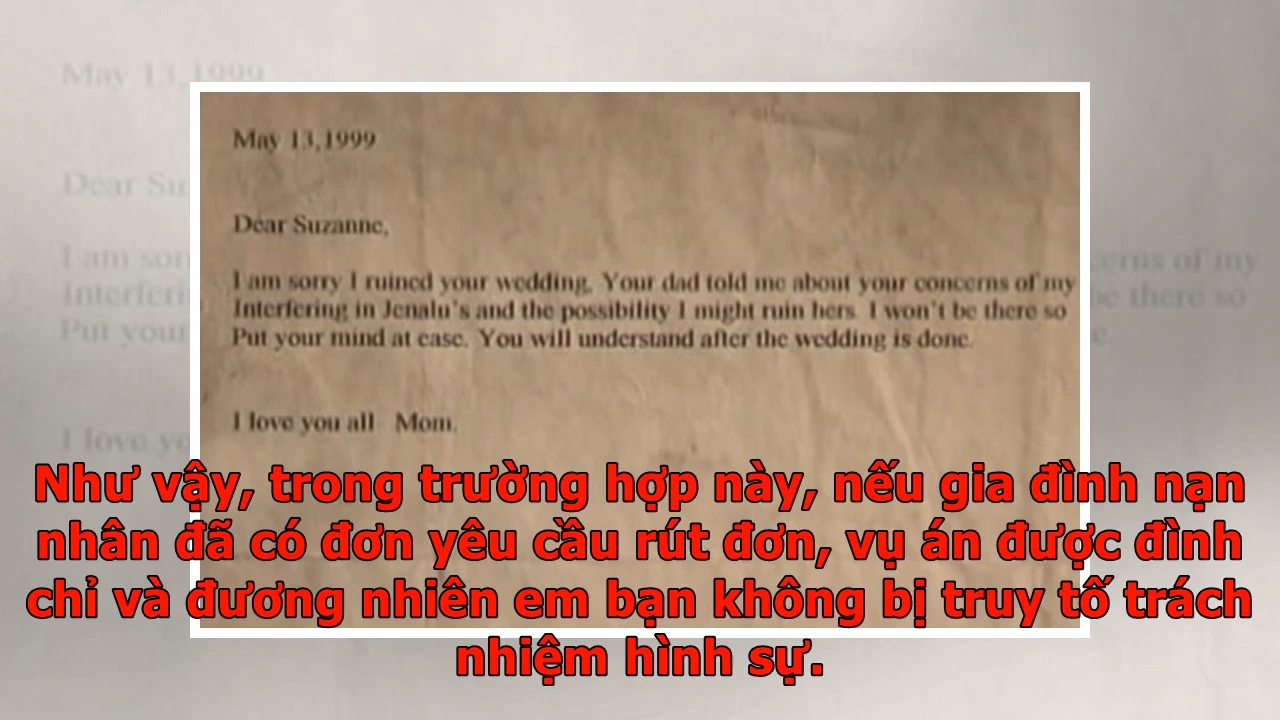 May 13,1999
Dear Suzanne,
I am sorry I ruined your wedding. Your dad told me about your concerns of my
Interfering in Jenalu's and the possibility I might ruin hers. I won't be there so
Put your mind at ease. You will understand after the wedding is done.
I love you all Mom.
Như vậy, trong trường hợp này, nếu gia đình nạn
nhân đã có đơn yêu cầu rút đơn, vụ án được đình
chỉ và đương nhiên em bạn không bị truy tố trách
nhiệm hình sự.